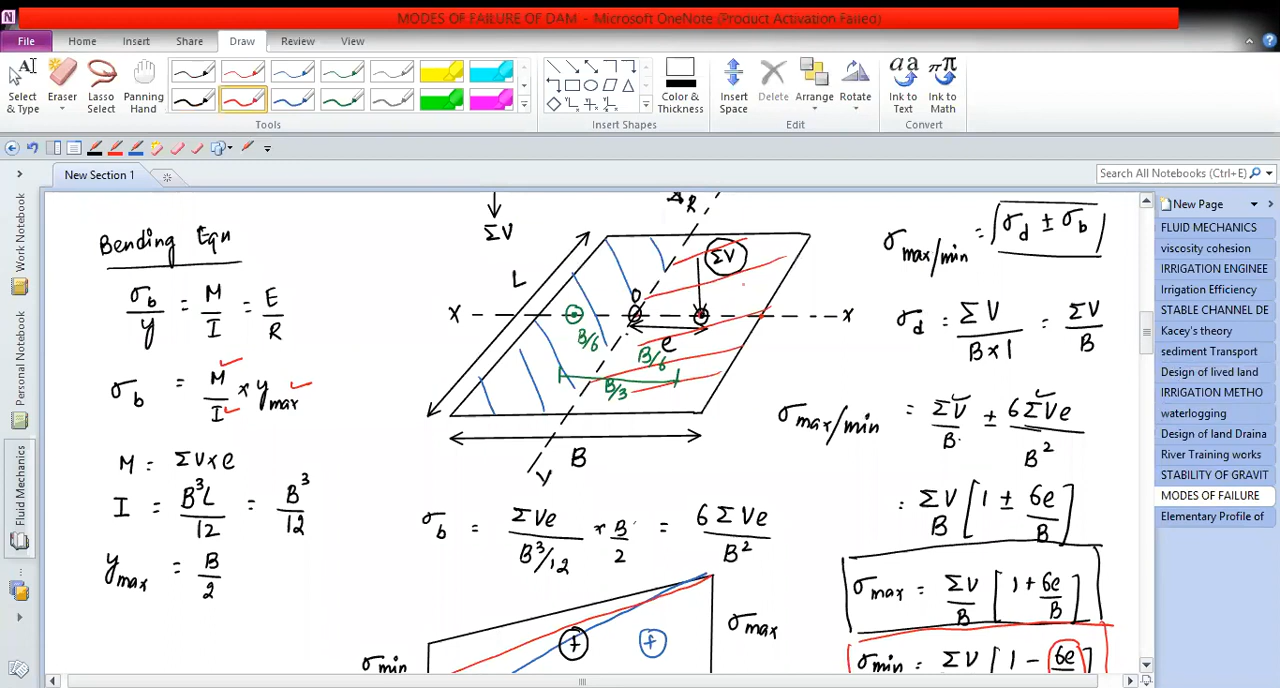 MODES OF FAILURE OF DAM - Microsoft OneNote (Product Activation Failed)
File Home Insert Share Draw Review View
Select & Type
Eraser
Lasso Select
Panning Hand
Color & Thickness
Insert Space
Delete
Arrange
Rotate
Ink to Text
Ink to Math
Tools
Insert Shapes
Edit
Convert
New Section 1
Search All Notebooks (Ctrl+E)
Work Notebook
Personal Notebook
Fluid Mechanics
New Page
FLUID MECHANICS
viscosity cohesion
IRRIGATION ENGINEE
Irrigation Efficiency
STABLE CHANNEL DE
Kacey's theory
sediment Transport
Design of lived land
IRRIGATION METHO
waterlogging
Design of land Draina
River Training works
STABILITY OF GRAVIT
MODES OF FAILURE
Elementary Profile of
Bending Eqn
σb/y = M/I = E/R
σb = M/I × ymax
M = ΣV×e
I = B³L/12 = B³/12
ymax = B/2
ΣV
L
ΣV
X
O
X
B/6
e
B/6
B/3
B
σb = ΣVe/B³/12 × B/2 = 6ΣVe/B²
σmin
f
f
σmax
σmax/min = σd ± σb
σd = ΣV/B×1 = ΣV/B
σmax/min = ΣV/B ± 6ΣVe/B²
= ΣV/B [1 ± 6e/B]
σmax = ΣV/B [1 + 6e/B]
σmin = ΣV [1 - 6e]